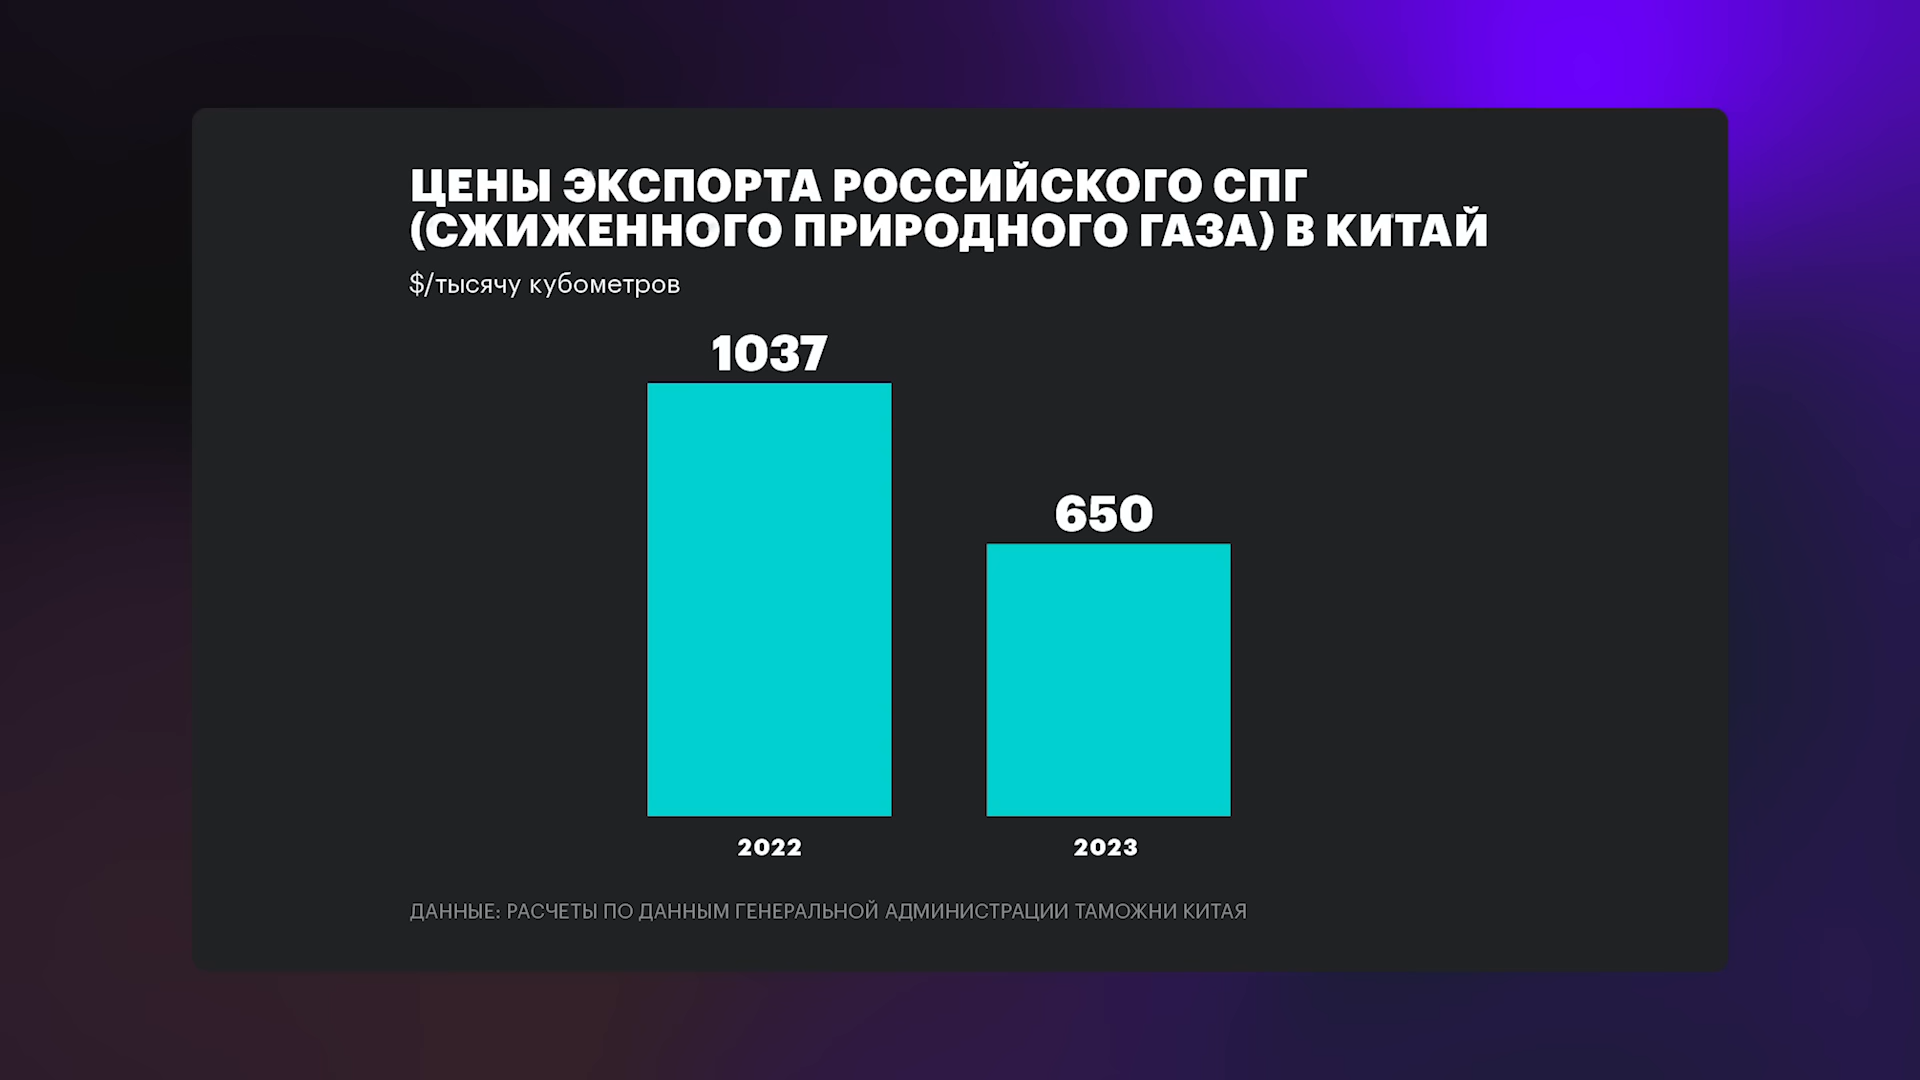 ЦЕНЫ ЭКСПОРТА РОССИЙСКОГО СПГ
(СЖИЖЕННОГО ПРИРОДНОГО ГАЗА) В КИТАЙ
$/тысячу кубометров
1037
650
2022
2023
ДАННЫЕ: РАСЧЕТЫ ПО ДАННЫМ ГЕНЕРАЛЬНОЙ АДМИНИСТРАЦИИ ТАМОЖНИ КИТАЯ